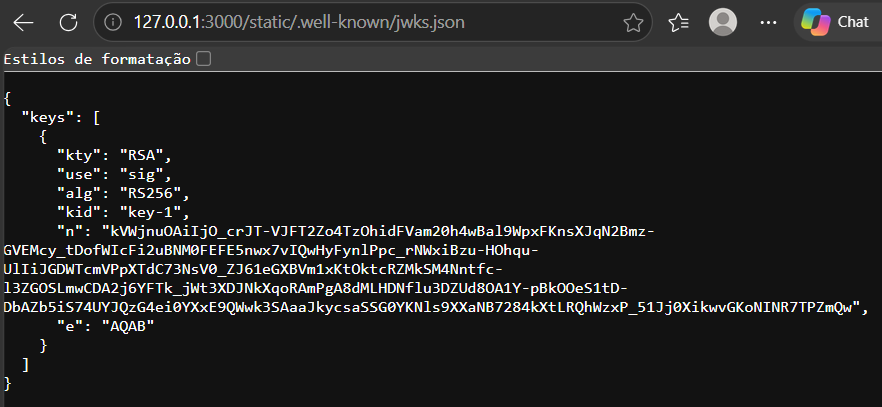 127.0.0.1:3000/static/.well-known/jwks.json
Chat
Estilos de formatação
{
"keys": [
{
"kty": "RSA",
"use": "sig",
"alg": "RS256",
"kid": "key-1",
"n": "kVWjnuOAiIjO_crJT-VJFT2Zo4TzOhidFVam20h4wBal9WpxFKnsXJqN2Bmz-
GVEMcy_tDofWIcFi2uBNM0FEFE5nwx7vIQwHyFynlPpc_rNWxiBzu-HOhqu-
UlIiJGDWTcmVPpXTdC73NsV0_ZJ61eGXBVm1xKtOktcRZMkSM4Nntfc-
l3ZGOSLmwCDA2j6YFTk_jWt3XDJNkXqoRAmPgA8dMLHDNflu3DZUd8OA1Y-pBkOOeS1tD-
DbAZb5iS74UYJQzG4ei0YXxE9QWwk3SAaaJkycsaSSG0YKNls9XXaNB7284kXtLRQhWzxP_51Jj0XikwvGKoNINR7TPZmQw",
"e": "AQAB"
}
]
}